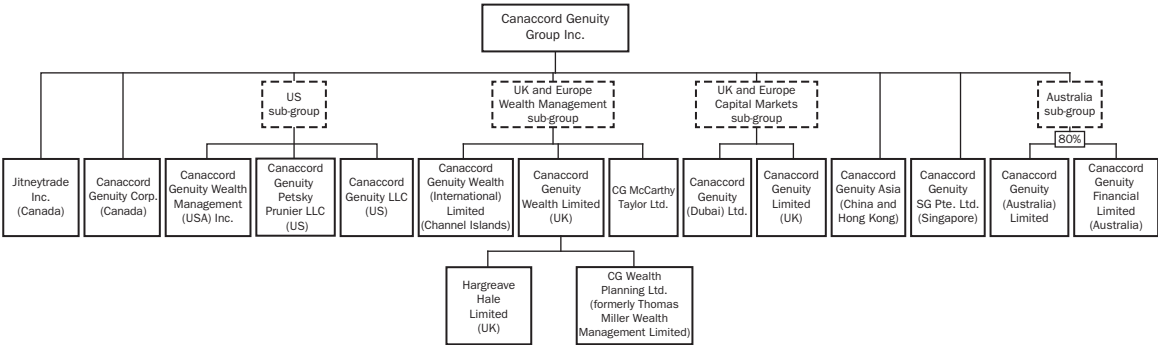 Canaccord Genuity
Group Inc.
US
sub-group
UK and Europe
Wealth Management
sub-group
UK and Europe
Capital Markets
sub-group
Australia
sub-group
80%
Jitneytrade
Inc.
(Canada)
Canaccord
Genuity Corp.
(Canada)
Canaccord
Genuity Wealth
Management
(USA) Inc.
Canaccord
Genuity
Petsky
Prunier LLC
(US)
Canaccord
Genuity LLC
(US)
Canaccord
Genuity Wealth
(International)
Limited
(Channel Islands)
Canaccord
Genuity
Wealth Limited
(UK)
CG McCarthy
Taylor Ltd.
Canaccord
Genuity
(Dubai) Ltd.
Canaccord
Genuity
Limited
(UK)
Canaccord
Genuity Asia
(China and
Hong Kong)
Canaccord
Genuity
SG Pte. Ltd.
(Singapore)
Canaccord
Genuity
(Australia)
Limited
Canaccord
Genuity
Financial
Limited
(Australia)
Hargreave
Hale
Limited
(UK)
CG Wealth
Planning Ltd.
(formerly Thomas
Miller Wealth
Management Limited)